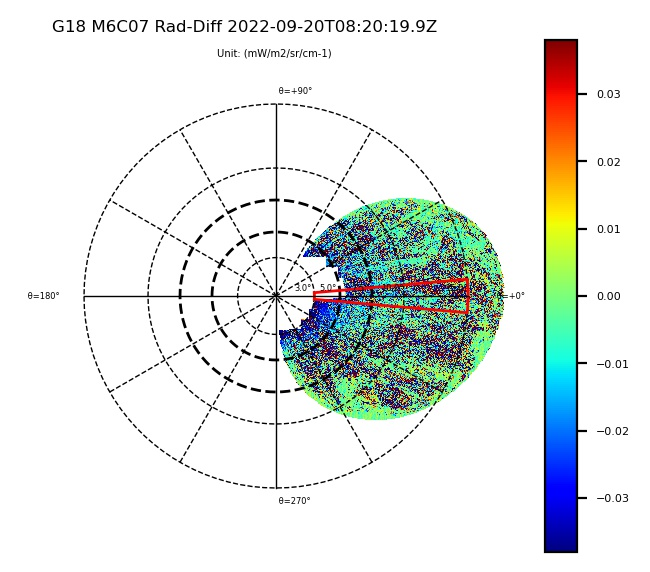 G18 M6C07 Rad-Diff 2022-09-20T08:20:19.9Z
Unit: (mW/m2/sr/cm-1)
θ=+90°
0.03
0.02
0.01
3.0°
5.0°
θ=180°
=+0°
0.00
−0.01
−0.02
−0.03
θ=270°